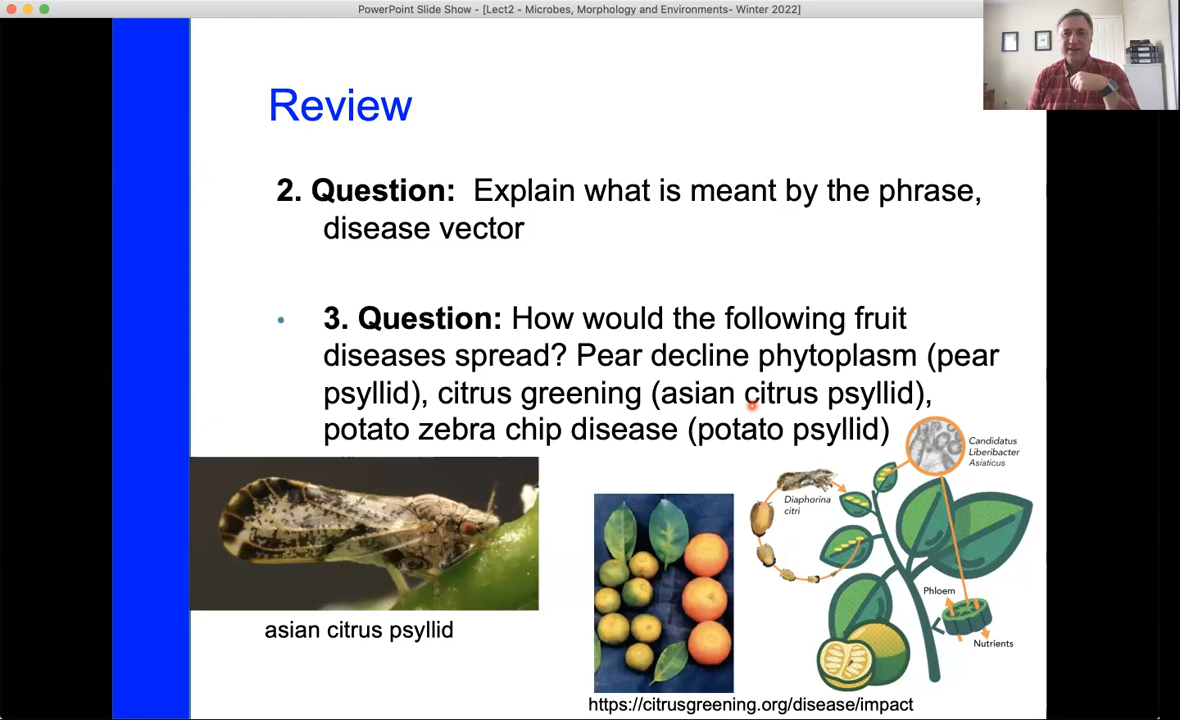 PowerPoint Slide Show - [Lect2 - Microbes, Morphology and Environments- Winter 2022]
Review
2. Question: Explain what is meant by the phrase,
disease vector
• 3. Question: How would the following fruit
diseases spread? Pear decline phytoplasm (pear
psyllid), citrus greening (asian citrus psyllid),
potato zebra chip disease (potato psyllid)
Candidatus
Liberibacter
Asiaticus
Diaphorina
citri
Phloem
Nutrients
asian citrus psyllid
https://citrusgreening.org/disease/impact